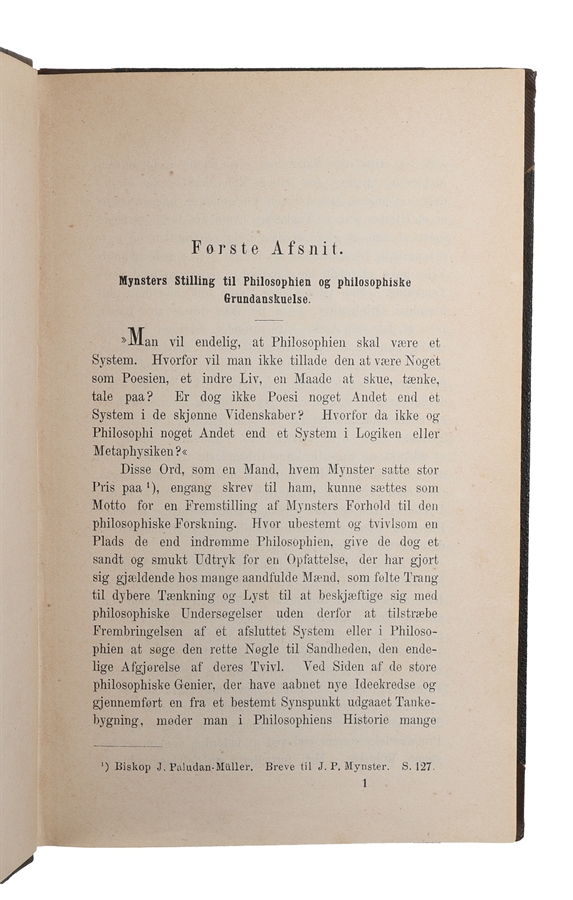 Første Afsnit.
Mynsters Stilling til Philosophien og philosophiske
Grundanskuelse.
»Man vil endelig, at Philosophien skal være et
System. Hvorfor vil man ikke tillade den at være Noget
som Poesien, et indre Liv, en Maade at skue, tænke,
tale paa? Er dog ikke Poesi noget Andet end et
System i de skjønne Videnskaber? Hvorfor da ikke og
Philosophi noget Andet end et System i Logiken eller
Metaphysiken?«
Disse Ord, som en Mand, hvem Mynster satte stor
Pris paa ¹), engang skrev til ham, kunne sættes som
Motto for en Fremstilling af Mynsters Forhold til den
philosophiske Forskning. Hvor ubestemt og tvivlsom en
Plads de end indrømme Philosophien, give de dog et
sandt og smukt Udtryk for en Opfattelse, der har gjort
sig gjældende hos mange aandfulde Mænd, som følte Trang
til dybere Tænkning og Lyst til at beskjæftige sig med
philosophiske Undersøgelser uden derfor at tilstræbe
Frembringelsen af et afsluttet System eller i Philoso-
phien at søge den rette Nøgle til Sandheden, den ende-
lige Afgjørelse af deres Tvivl. Ved Siden af de store
philosophiske Genier, der have aabnet nye Ideekredse og
gjennemført en fra et bestemt Synspunkt udgaaet Tanke-
bygning, møder man i Philosophiens Historie mange
¹) Biskop J. Paludan-Müller. Breve til J. P. Mynster. S. 127.
1